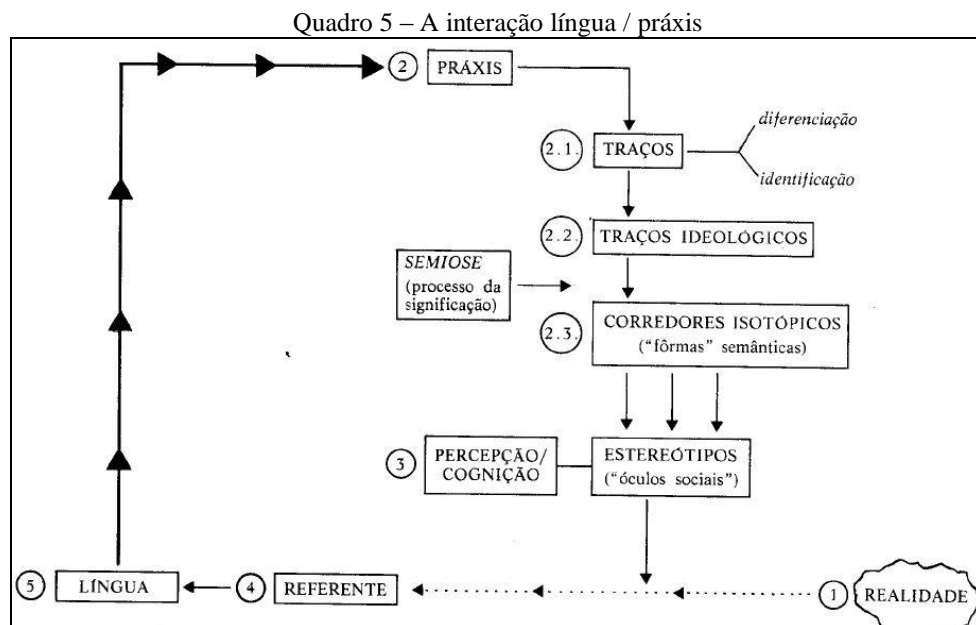 Quadro 5 – A interação língua / práxis
2 PRÁXIS
diferenciação
2.1. TRAÇOS
identificação
2.2. TRAÇOS IDEOLÓGICOS
SEMIOSE
(processo da
significação)
2.3. CORREDORES ISOTÓPICOS
("fôrmas" semânticas)
3 PERCEPÇÃO/
COGNIÇÃO
ESTEREÓTIPOS
("óculos sociais")
5 LÍNGUA
4 REFERENTE
1 REALIDADE